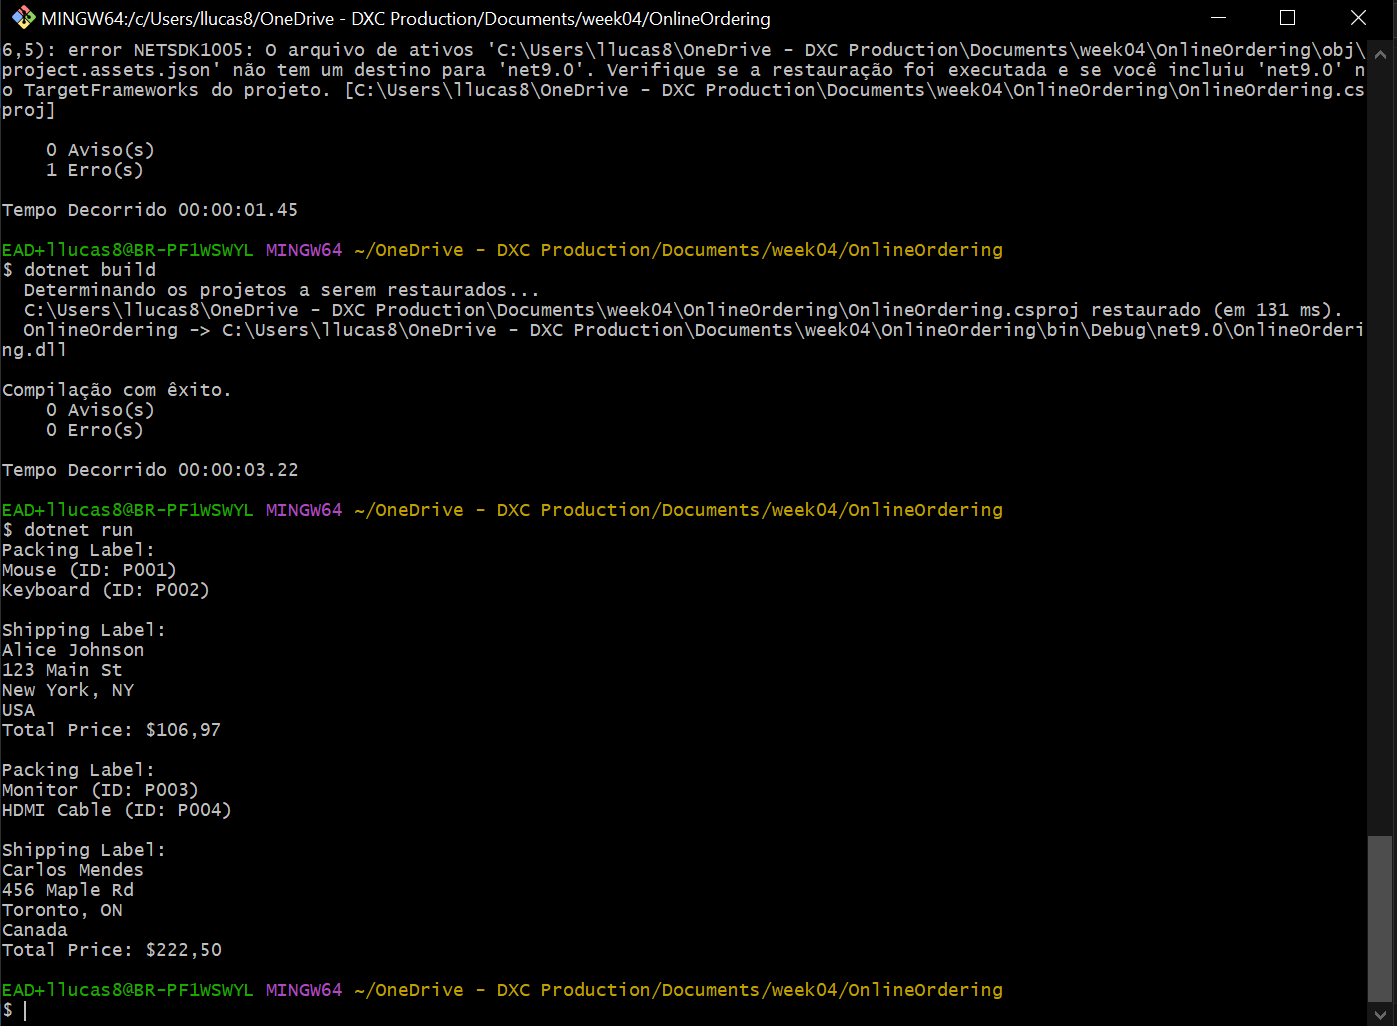 MINGW64:/c/Users/llucas8/OneDrive - DXC Production/Documents/week04/OnlineOrdering
6,5): error NETSDK1005: O arquivo de ativos 'C:\Users\llucas8\OneDrive - DXC Production\Documents\week04\OnlineOrdering\obj\
project.assets.json' não tem um destino para 'net9.0'. Verifique se a restauração foi executada e se você incluiu 'net9.0' n
o TargetFrameworks do projeto. [C:\Users\llucas8\OneDrive - DXC Production\Documents\week04\OnlineOrdering\OnlineOrdering.cs
proj]
    0 Aviso(s)
    1 Erro(s)
Tempo Decorrido 00:00:01.45
EAD+llucas8@BR-PF1WSWYL MINGW64 ~/OneDrive - DXC Production/Documents/week04/OnlineOrdering
$ dotnet build
  Determinando os projetos a serem restaurados...
  C:\Users\llucas8\OneDrive - DXC Production\Documents\week04\OnlineOrdering\OnlineOrdering.csproj restaurado (em 131 ms).
  OnlineOrdering -> C:\Users\llucas8\OneDrive - DXC Production\Documents\week04\OnlineOrdering\bin\Debug\net9.0\OnlineOrderi
ng.dll
Compilação com êxito.
    0 Aviso(s)
    0 Erro(s)
Tempo Decorrido 00:00:03.22
EAD+llucas8@BR-PF1WSWYL MINGW64 ~/OneDrive - DXC Production/Documents/week04/OnlineOrdering
$ dotnet run
Packing Label:
Mouse (ID: P001)
Keyboard (ID: P002)
Shipping Label:
Alice Johnson
123 Main St
New York, NY
USA
Total Price: $106,97
Packing Label:
Monitor (ID: P003)
HDMI Cable (ID: P004)
Shipping Label:
Carlos Mendes
456 Maple Rd
Toronto, ON
Canada
Total Price: $222,50
EAD+llucas8@BR-PF1WSWYL MINGW64 ~/OneDrive - DXC Production/Documents/week04/OnlineOrdering
$